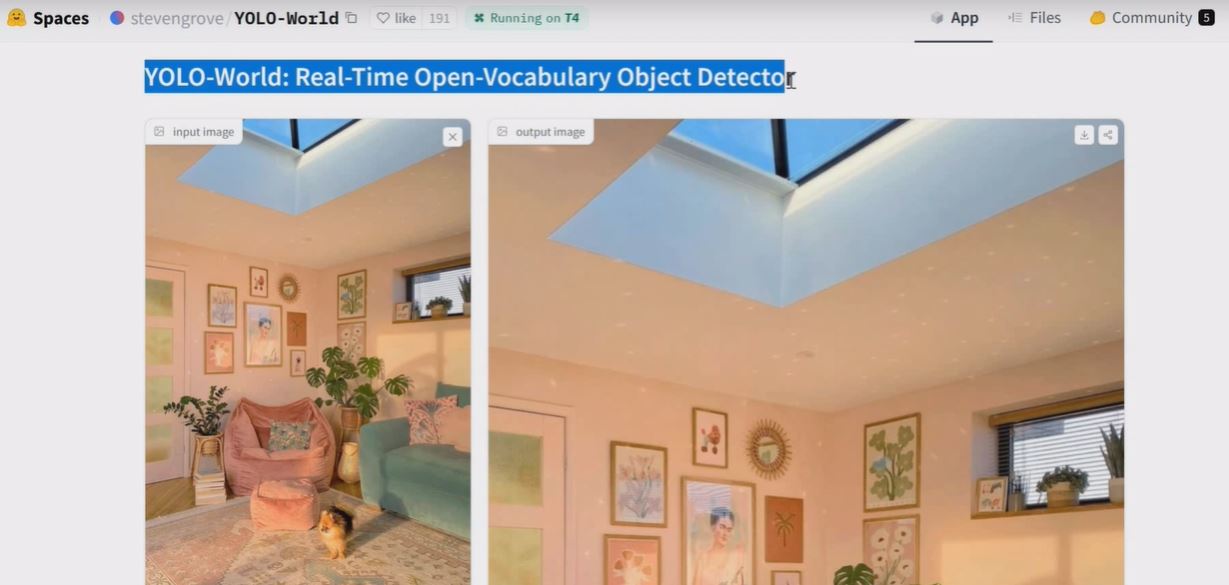 Spaces stevengrove/YOLO-World like 191 Running on T4 App Files Community 5
YOLO-World: Real-Time Open-Vocabulary Object Detector
input image output image